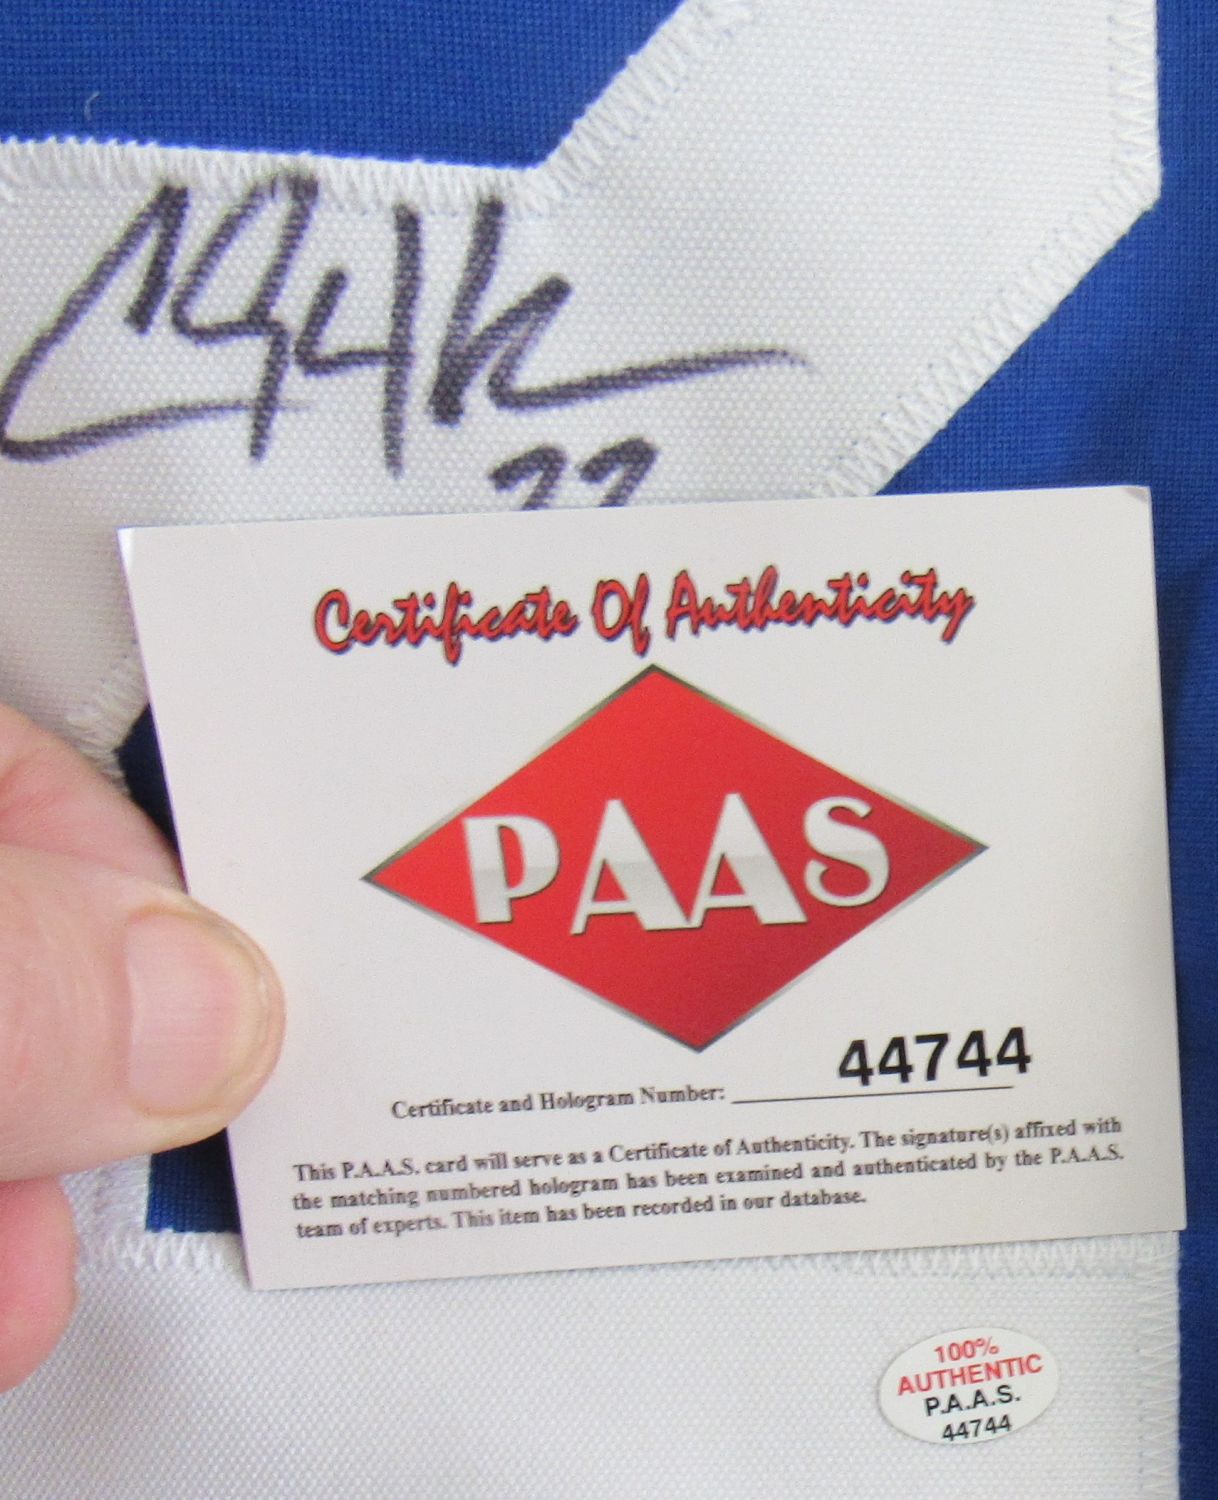 22
Certificate Of Authenticity
PAAS
44744
Certificate and Hologram Number:
This P.A.A.S. card will serve as a Certificate of Authenticity. The signature(s) affixed with
the matching numbered hologram has been examined and authenticated by the P.A.A.S.
team of experts. This item has been recorded in our database.
100%
AUTHENTIC
P.A.A.S.
44744